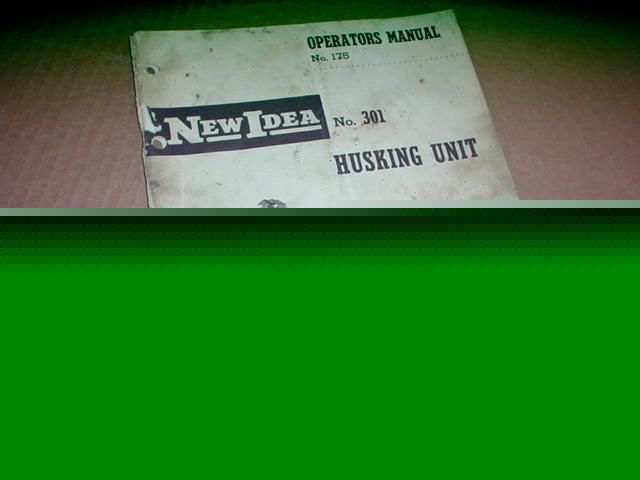 OPERATORS MANUAL
No. 175
NEW IDEA
No. 301
HUSKING UNIT